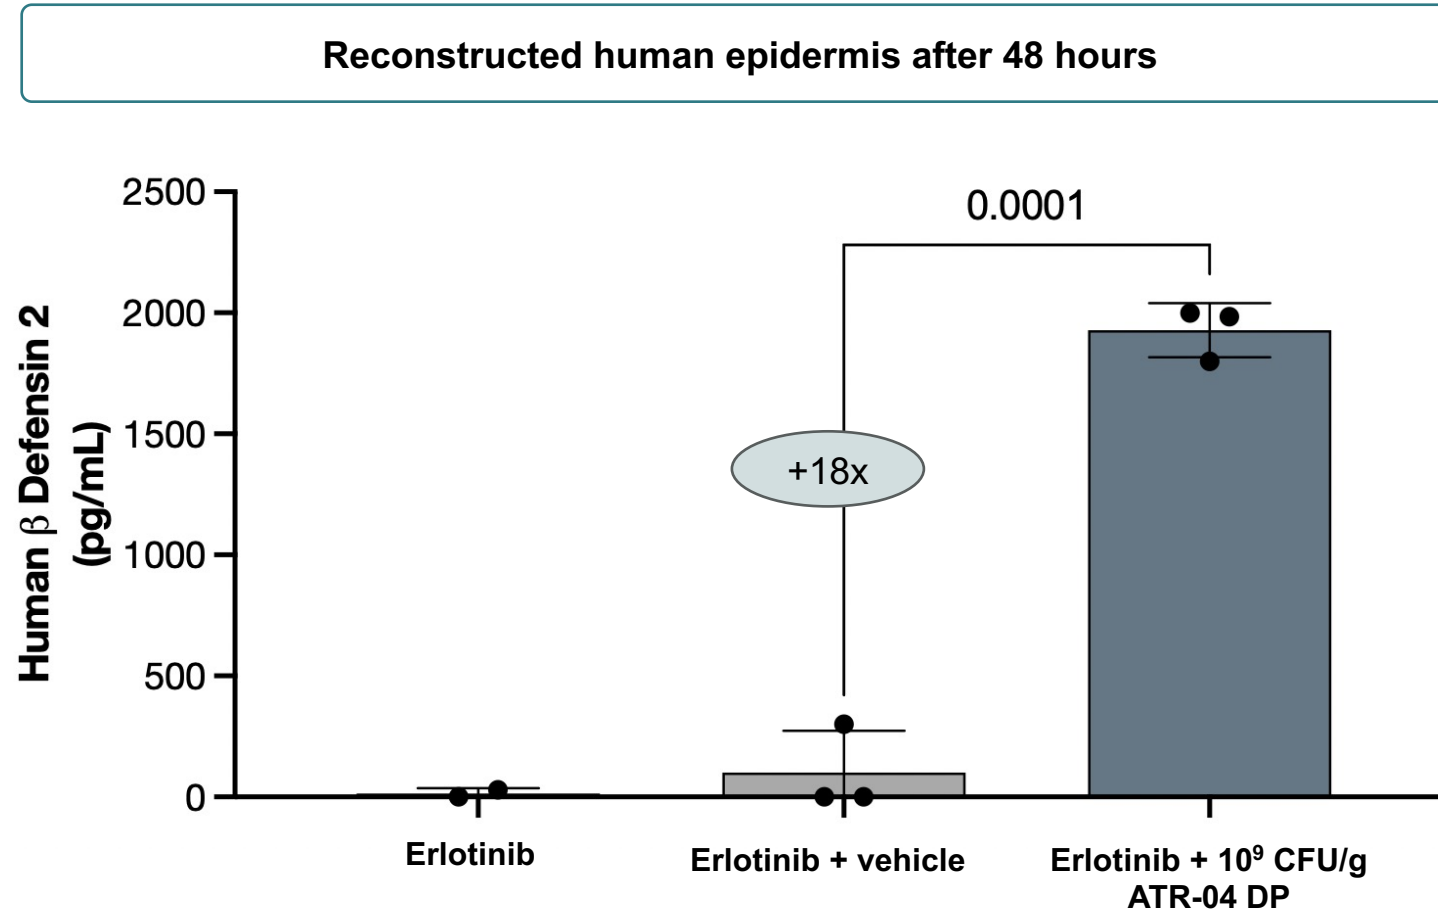 Reconstructed human epidermis after 48 hours
Human β Defensin 2
(pg/mL)
2500
2000
1500
1000
500
0
0.0001
+18x
Erlotinib
Erlotinib + vehicle
Erlotinib + 10⁹ CFU/g
ATR-04 DP